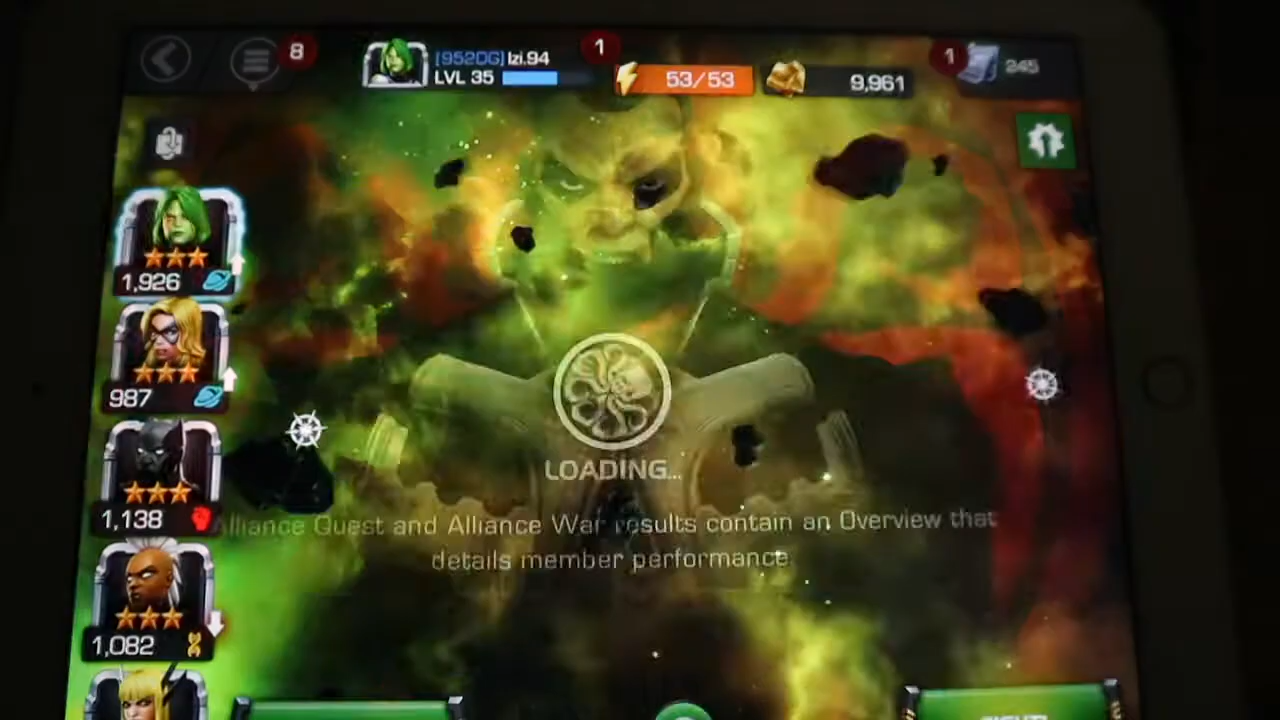 8
[952DG] Izi.94
LVL 35
1
53/53
9,961
1
245
1,926
987
1,138
1,082
LOADING...
Alliance Quest and Alliance War results contain an Overview that
details member performance.
FIGHT!